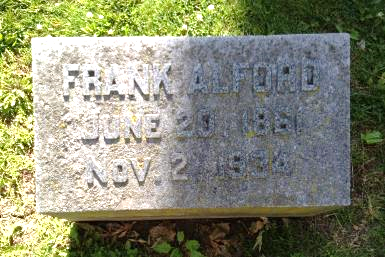 FRANK ALFORD
JUNE 20, 1861
NOV. 2, 1934